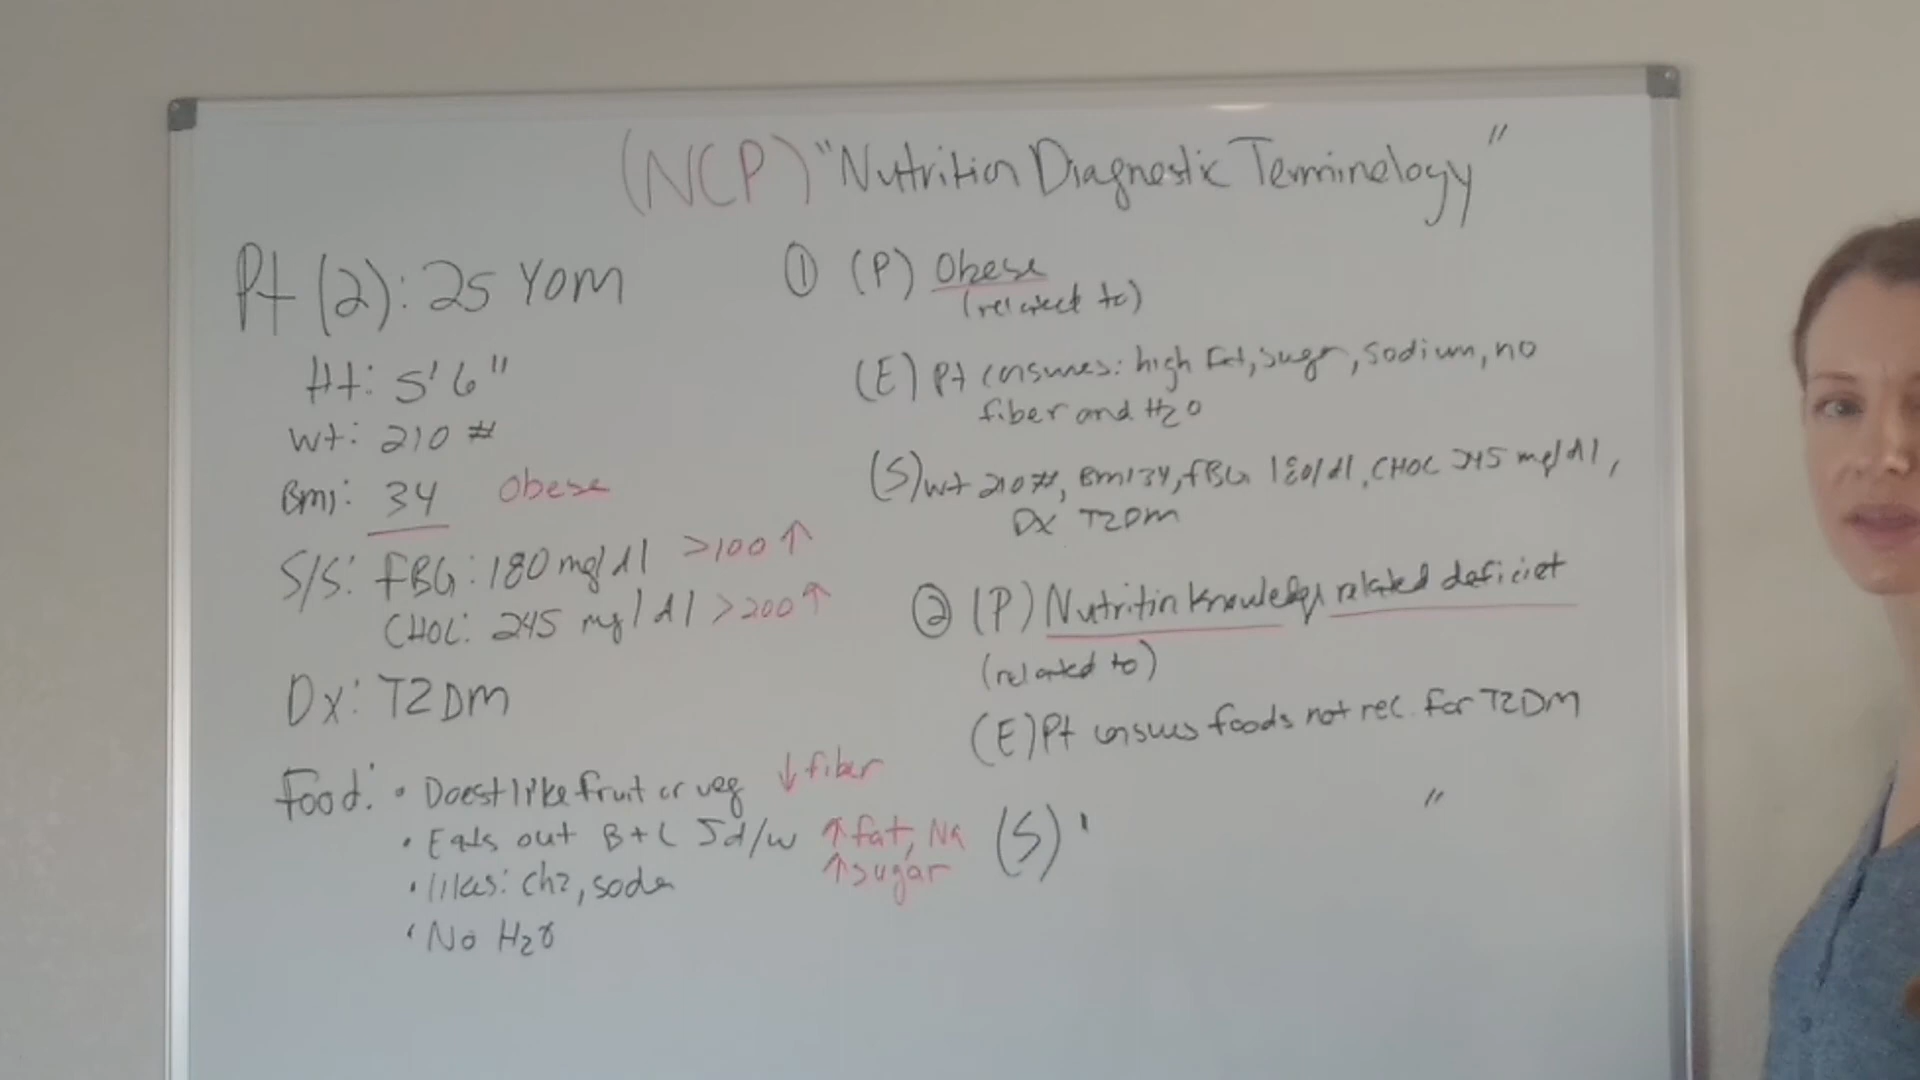 (NCP) "Nutrition Diagnostic Terminology"
Pt (2): 25 YOM
Ht: 5'6"
Wt: 210 #
Bmi: 34 Obese
S/S: FBG: 180 mg/dl >100 ↑
CHOL: 245 mg/dl >200 ↑
Dx: T2DM
Food: • Doest like fruit or veg ↓ fiber
• Eats out B+L 5d/w ↑ fat, Na
• likes: chz, soda ↑ sugar
• No H2O
① (P) Obese
(related to)
(E) Pt consumes: high fat, sugar, sodium, no
fiber and H2O
(S) Wt 210 #, Bmi 34, FBG 180/dl, CHOL 245 mg/dl,
Dx T2DM
② (P) Nutritin knowledge related deficiet
(related to)
(E) Pt consues foods not rec. for T2DM
(S) " "